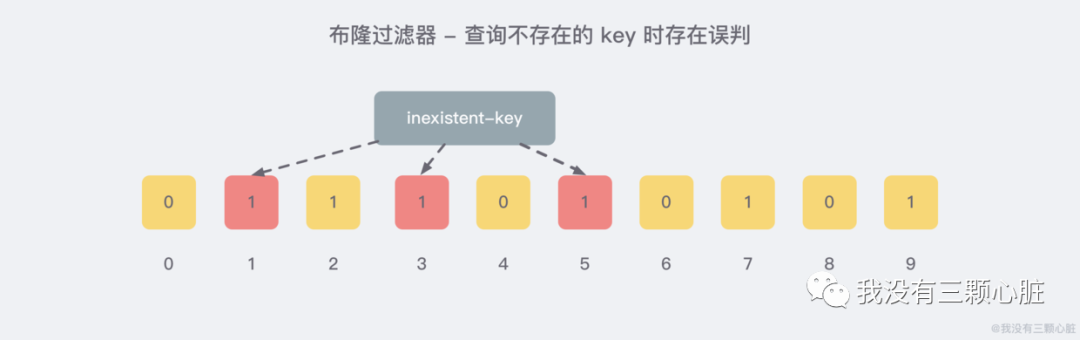 布隆过滤器 - 查询不存在的 key 时存在误判
inexistent-key
0 1 1 1 0 1 0 1 0 1
0 1 2 3 4 5 6 7 8 9
我没有三颗心脏
@我没有三颗心脏